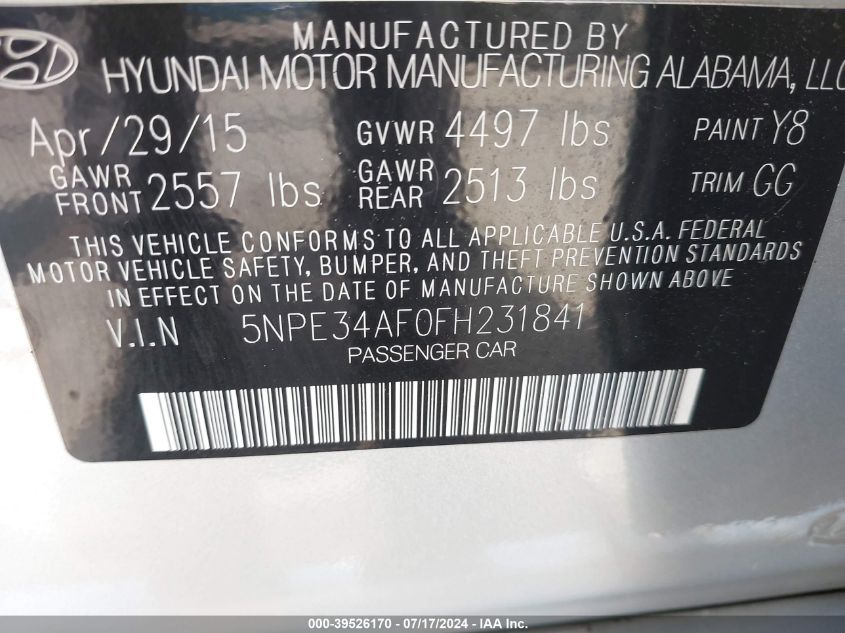 MANUFACTURED BY
HYUNDAI MOTOR MANUFACTURING ALABAMA, LLC
Apr/29/15 GVWR 4497 lbs PAINT Y8
GAWR FRONT 2557 lbs GAWR REAR 2513 lbs TRIM GG
THIS VEHICLE CONFORMS TO ALL APPLICABLE U.S.A. FEDERAL
MOTOR VEHICLE SAFETY, BUMPER, AND THEFT PREVENTION STANDARDS
IN EFFECT ON THE DATE OF MANUFACTURE SHOWN ABOVE
V.I.N 5NPE34AF0FH231841
PASSENGER CAR
000-39526170 - 07/17/2024 - IAA Inc.